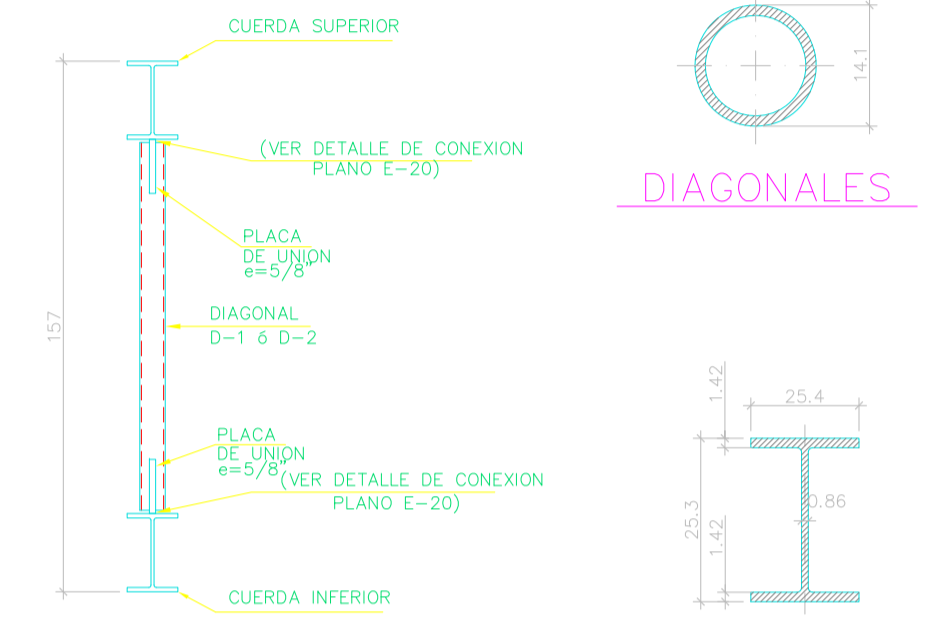 CUERDA SUPERIOR
(VER DETALLE DE CONEXION
PLANO E-20)
PLACA
DE UNION
e=5/8"
157
DIAGONAL
D-1 ó D-2
PLACA
DE UNION
e=5/8"
(VER DETALLE DE CONEXION
PLANO E-20)
CUERDA INFERIOR
14.1
DIAGONALES
1.42
25.4
25.3
1.42
0.86